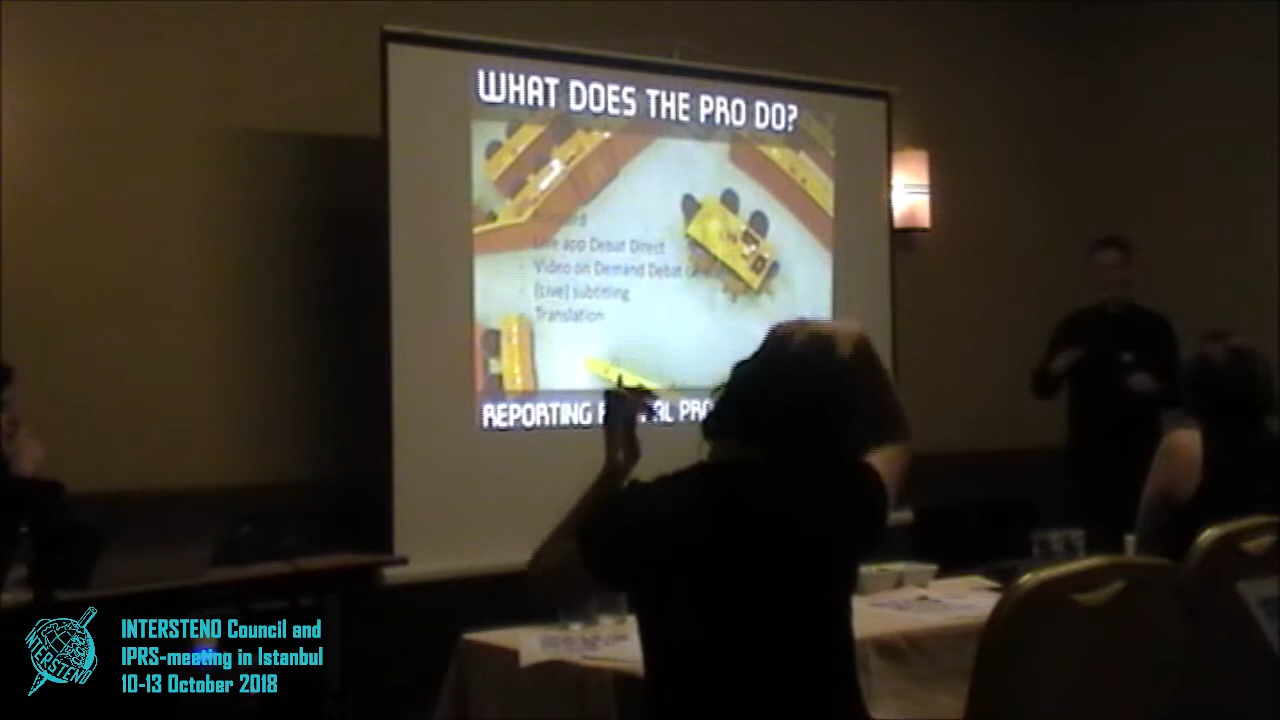 WHAT DOES THE PRO DO?
app Debat Direct
Video on Demand Debat
(Live) subtitling
Translation
REPORTING
INTERSTENO
INTERSTENO Council and
IPRS-meeting in Istanbul
10-13 October 2018